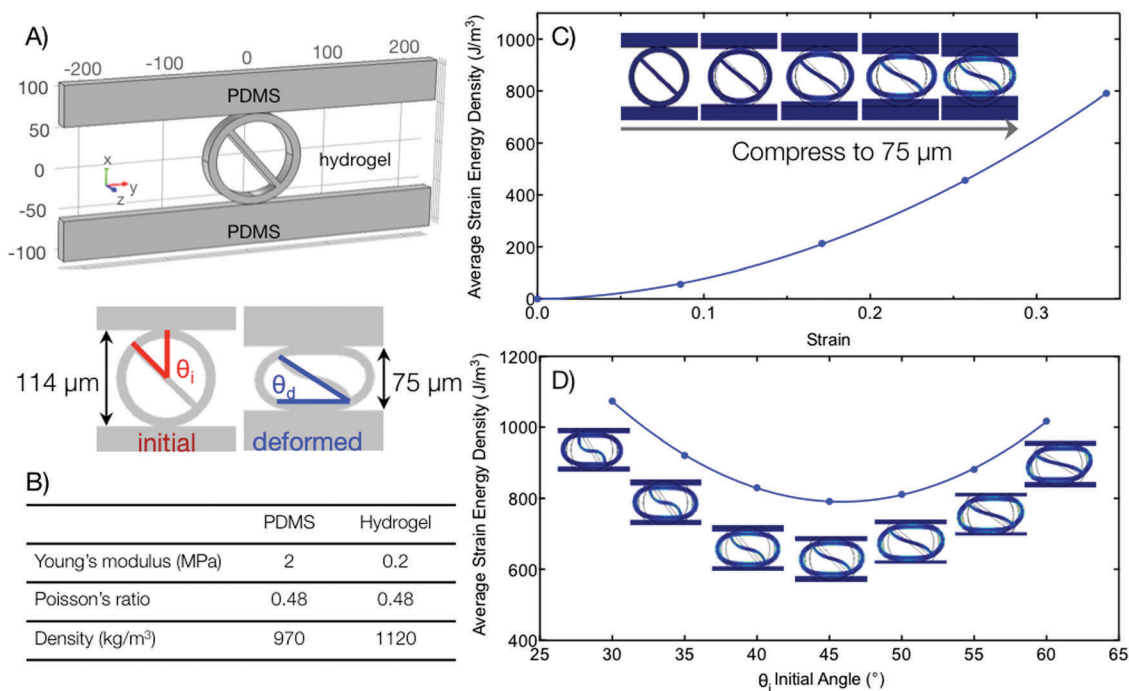 A)
-200
-100
0
100
200
100
50
0
-50
-100
PDMS
hydrogel
PDMS
x
y
z
114 µm
θi
initial
θd
deformed
75 µm
B)
PDMS Hydrogel
Young's modulus (MPa) 2 0.2
Poisson's ratio 0.48 0.48
Density (kg/m³) 970 1120
C)
Average Strain Energy Density (J/m³)
1000
800
600
400
200
0
Compress to 75 µm
0.0 0.1 0.2 0.3
Strain
D)
Average Strain Energy Density (J/m³)
1200
1000
800
600
400
25 30 35 40 45 50 55 60 65
θi Initial Angle (°)